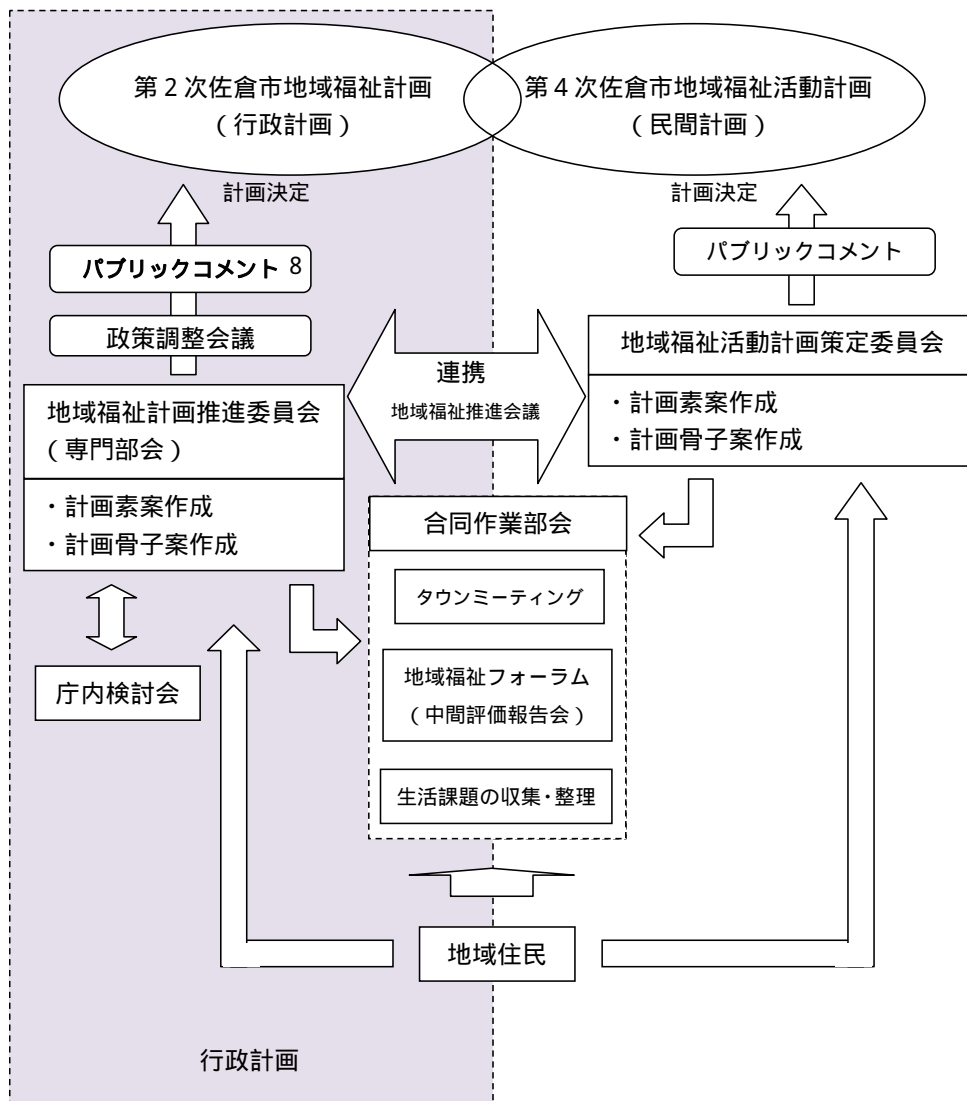 第２次佐倉市地域福祉計画
（行政計画）
第４次佐倉市地域福祉活動計画
（民間計画）
計画決定
計画決定
パブリックコメント 8
政策調整会議
パブリックコメント
地域福祉計画推進委員会
（専門部会）
・計画素案作成
・計画骨子案作成
連携
地域福祉推進会議
地域福祉活動計画策定委員会
・計画素案作成
・計画骨子案作成
庁内検討会
合同作業部会
タウンミーティング
地域福祉フォーラム
（中間評価報告会）
生活課題の収集・整理
地域住民
行政計画